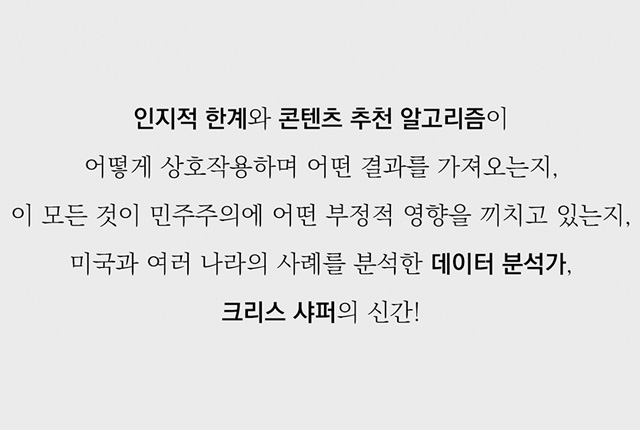 인지적 한계와 콘텐츠 추천 알고리즘이
어떻게 상호작용하며 어떤 결과를 가져오는지,
이 모든 것이 민주주의에 어떤 부정적 영향을 끼치고 있는지,
미국과 여러 나라의 사례를 분석한 데이터 분석가,
크리스 샤퍼의 신간!